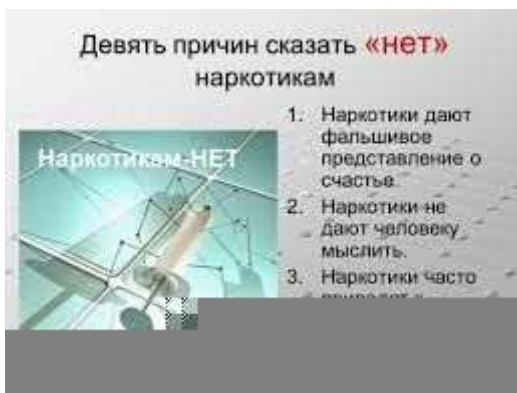 Девять причин сказать «нет»
наркотикам
Наркотикам-НЕТ
1. Наркотики дают
фальшивое
представление о
счастье.
2. Наркотики не
дают человеку
мыслить.
3. Наркотики часто